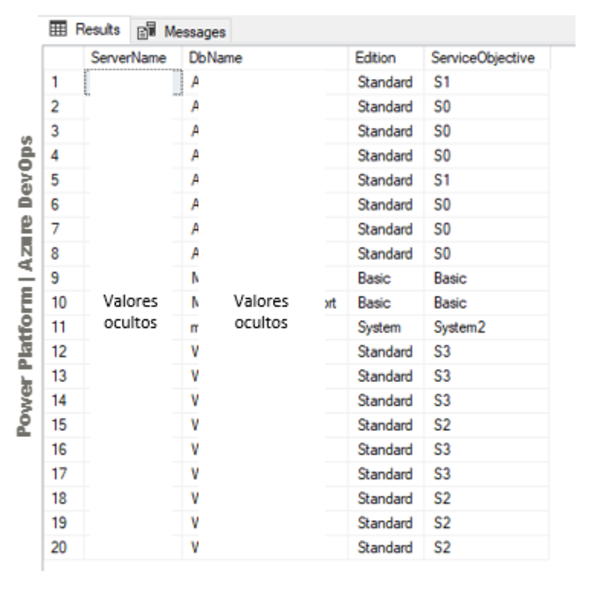 Results Messages
ServerName DbName Edition ServiceObjective
1 A Standard S1
2 A Standard S0
3 A Standard S0
4 A Standard S0
5 A Standard S1
6 A Standard S0
7 A Standard S0
8 A Standard S0
9 M Basic Basic
10 Valores M Valores ort Basic Basic
11 ocultos m ocultos System System2
12 V Standard S3
13 V Standard S3
14 V Standard S3
15 V Standard S2
16 V Standard S3
17 V Standard S3
18 V Standard S2
19 V Standard S2
20 V Standard S2
Power Platform | Azure DevOps